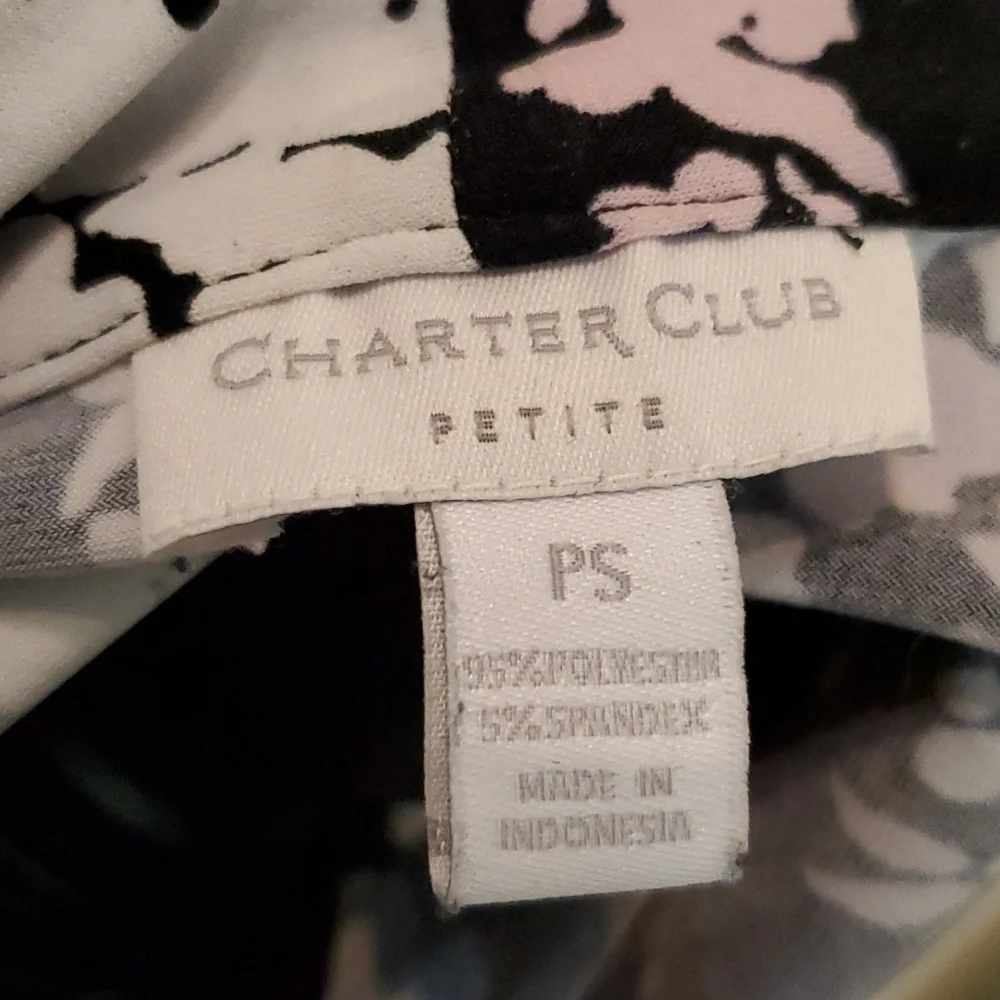 CHARTER CLUB
PETITE
PS
95% POLYESTER
5% SPANDEX
MADE IN
INDONESIA